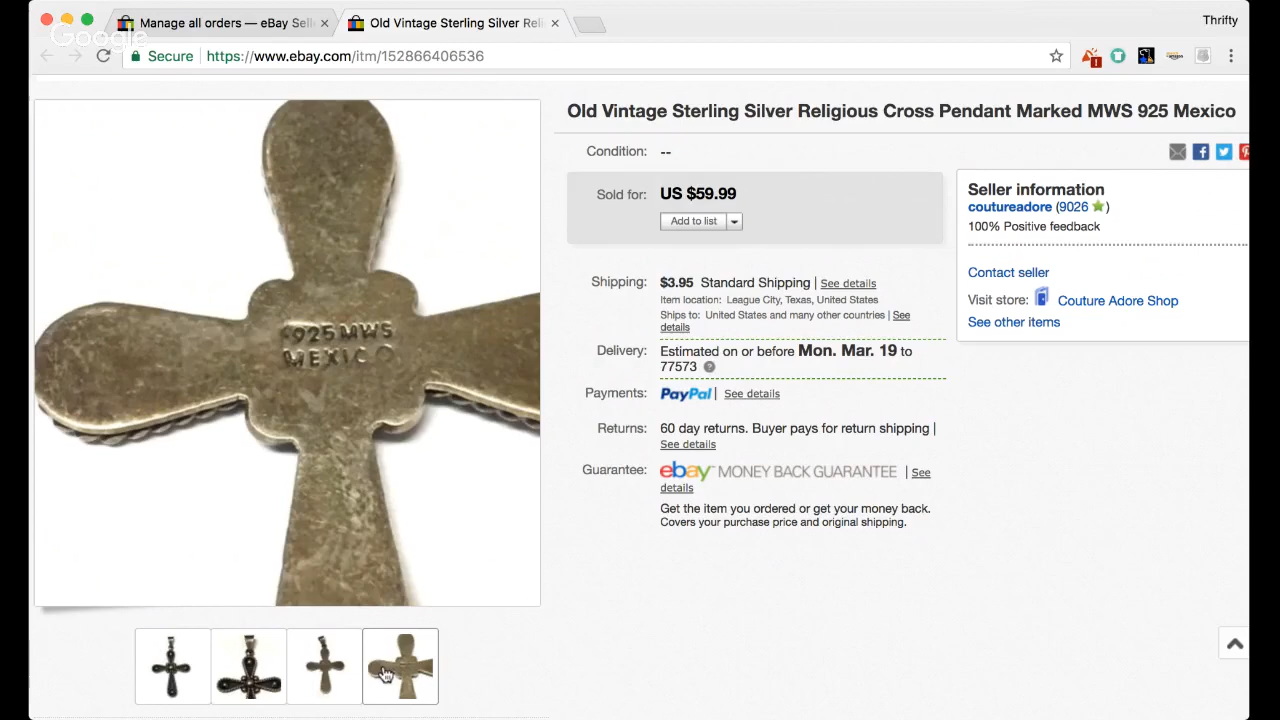 Manage all orders — eBay Sell
Old Vintage Sterling Silver Reli
Thrifty
Google
Secure
https://www.ebay.com/itm/152866406536
Old Vintage Sterling Silver Religious Cross Pendant Marked MWS 925 Mexico
Condition: --
Sold for: US $59.99
Add to list
Shipping: $3.95 Standard Shipping | See details
Item location: League City, Texas, United States
Ships to: United States and many other countries | See
details
Delivery: Estimated on or before Mon. Mar. 19 to
77573
Payments: PayPal | See details
Returns: 60 day returns. Buyer pays for return shipping |
See details
Guarantee: ebay MONEY BACK GUARANTEE | See
details
Get the item you ordered or get your money back.
Covers your purchase price and original shipping.
Seller information
coutureadore (9026 )
100% Positive feedback
Contact seller
Visit store: Couture Adore Shop
See other items
925 MWS
MEXICO